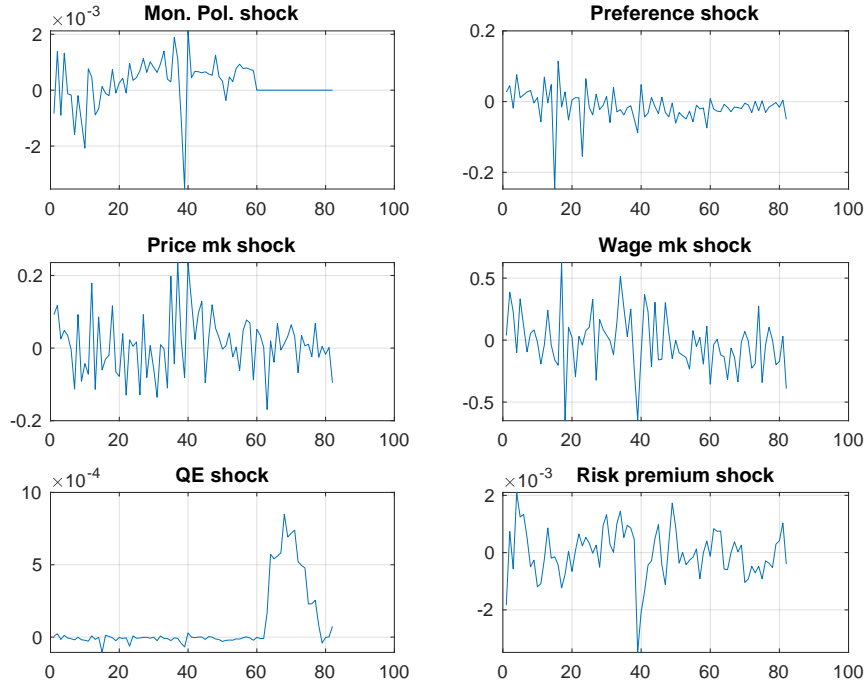 Mon. Pol. shock
×10⁻³
2
0
-2
0 20 40 60 80 100
Preference shock
0.2
0
-0.2
0 20 40 60 80 100
Price mk shock
0.2
0
-0.2
0 20 40 60 80 100
Wage mk shock
0.5
0
-0.5
0 20 40 60 80 100
QE shock
×10⁻⁴
10
5
0
0 20 40 60 80 100
Risk premium shock
×10⁻³
2
0
-2
0 20 40 60 80 100